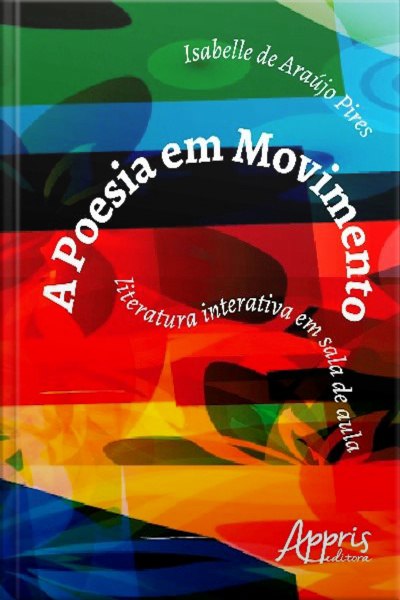 Isabelle de Araújo Pires
A Poesia em Movimento
literatura interativa em sala de aula
Appris
editora